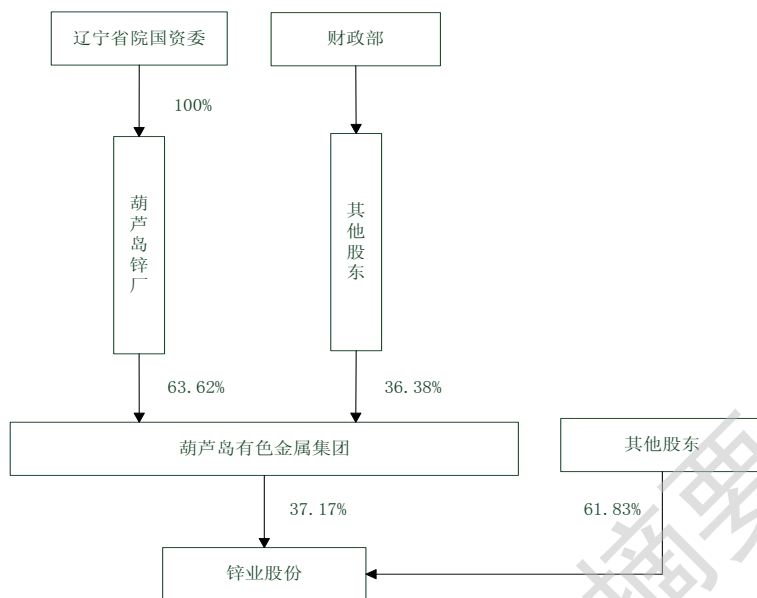 辽宁省院国资委
财政部
100%
葫芦岛锌厂
其他股东
63.62%
36.38%
葫芦岛有色金属集团
其他股东
37.17%
61.83%
锌业股份
摘要